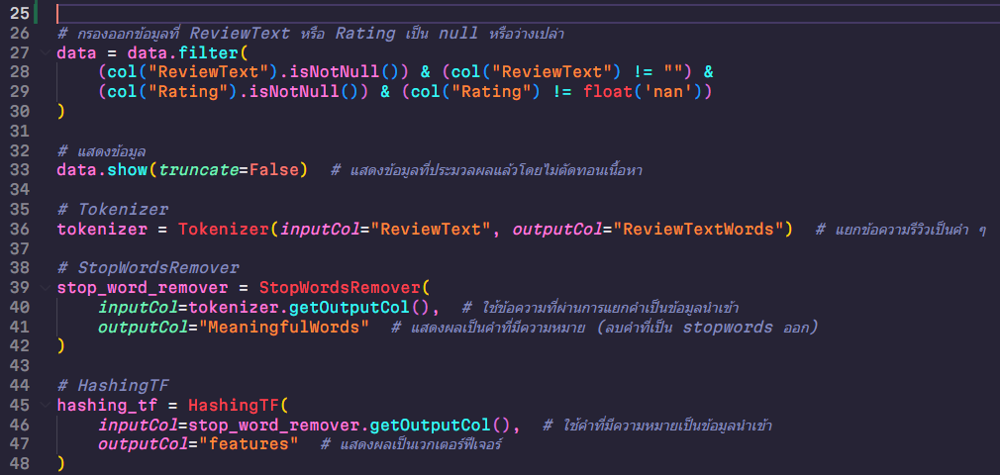 25
26 # กรองออกข้อมูลที่ ReviewText หรือ Rating เป็น null หรือว่างเปล่า
27 data = data.filter(
28     (col("ReviewText").isNotNull()) & (col("ReviewText") != "") &
29     (col("Rating").isNotNull()) & (col("Rating") != float('nan'))
30 )
31
32 # แสดงข้อมูล
33 data.show(truncate=False)  # แสดงข้อมูลที่ประมวลผลแล้วโดยไม่ตัดทอนเนื้อหา
34
35 # Tokenizer
36 tokenizer = Tokenizer(inputCol="ReviewText", outputCol="ReviewTextWords")  # แยกข้อความรีวิวเป็นคำ ๆ
37
38 # StopWordsRemover
39 stop_word_remover = StopWordsRemover(
40     inputCol=tokenizer.getOutputCol(),  # ใช้ข้อความที่ผ่านการแยกคำเป็นข้อมูลนำเข้า
41     outputCol="MeaningfulWords"  # แสดงผลเป็นคำที่มีความหมาย (ลบคำที่เป็น stopwords ออก)
42 )
43
44 # HashingTF
45 hashing_tf = HashingTF(
46     inputCol=stop_word_remover.getOutputCol(),  # ใช้คำที่มีความหมายเป็นข้อมูลนำเข้า
47     outputCol="features"  # แสดงผลเป็นเวกเตอร์ฟีเจอร์
48 )